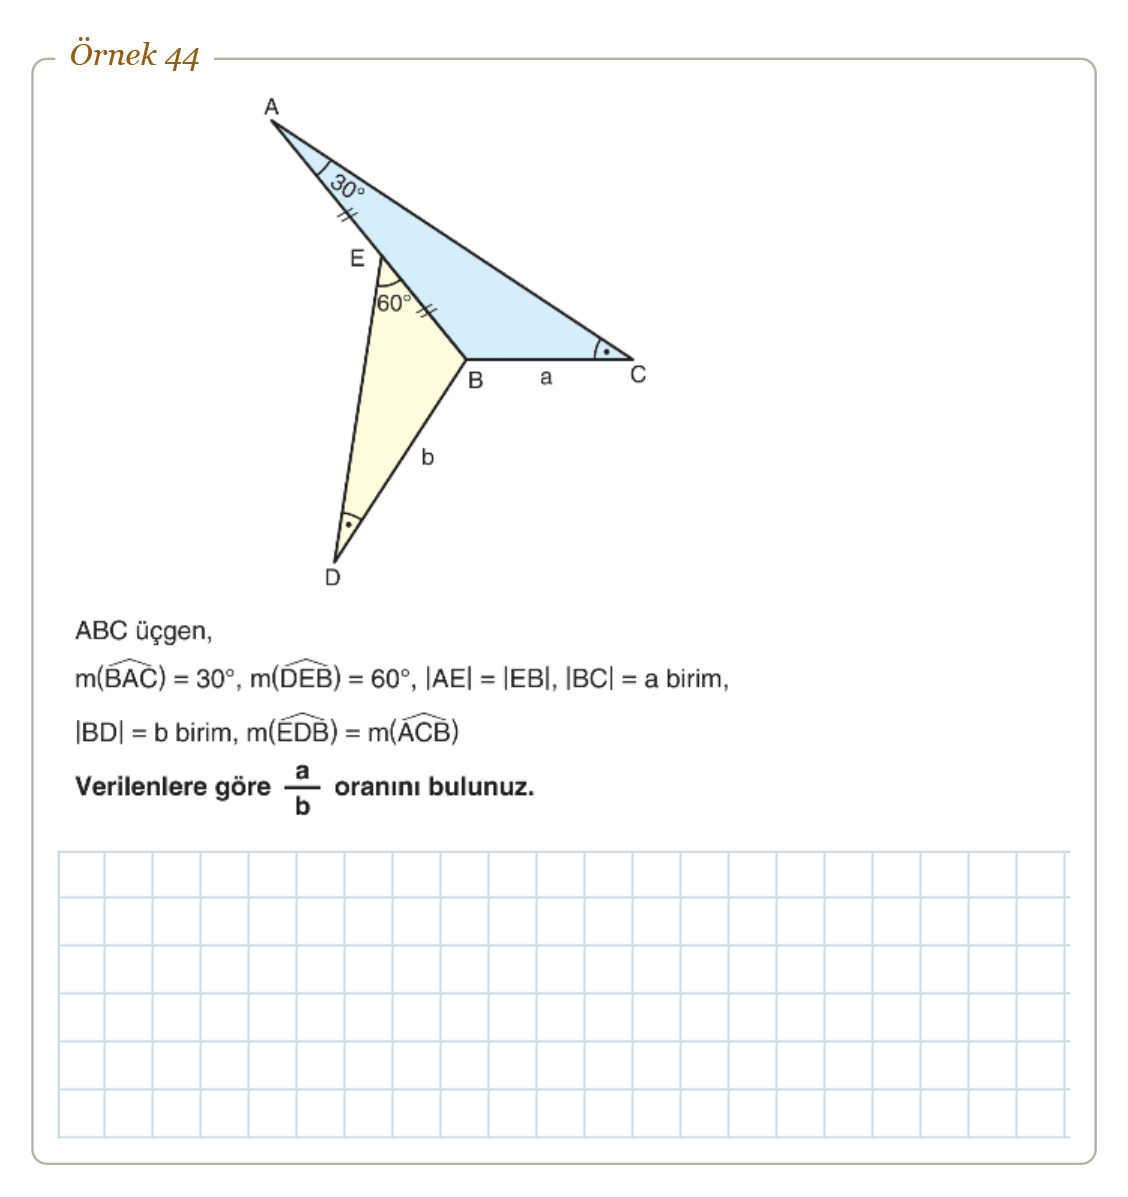 Örnek 44
A
30°
E
60°
B
a
C
b
D
ABC üçgen,
m(BAC) = 30°, m(DEB) = 60°, |AE| = |EB|, |BC| = a birim,
|BD| = b birim, m(EDB) = m(ACB)
Verilenlere göre a/b oranını bulunuz.